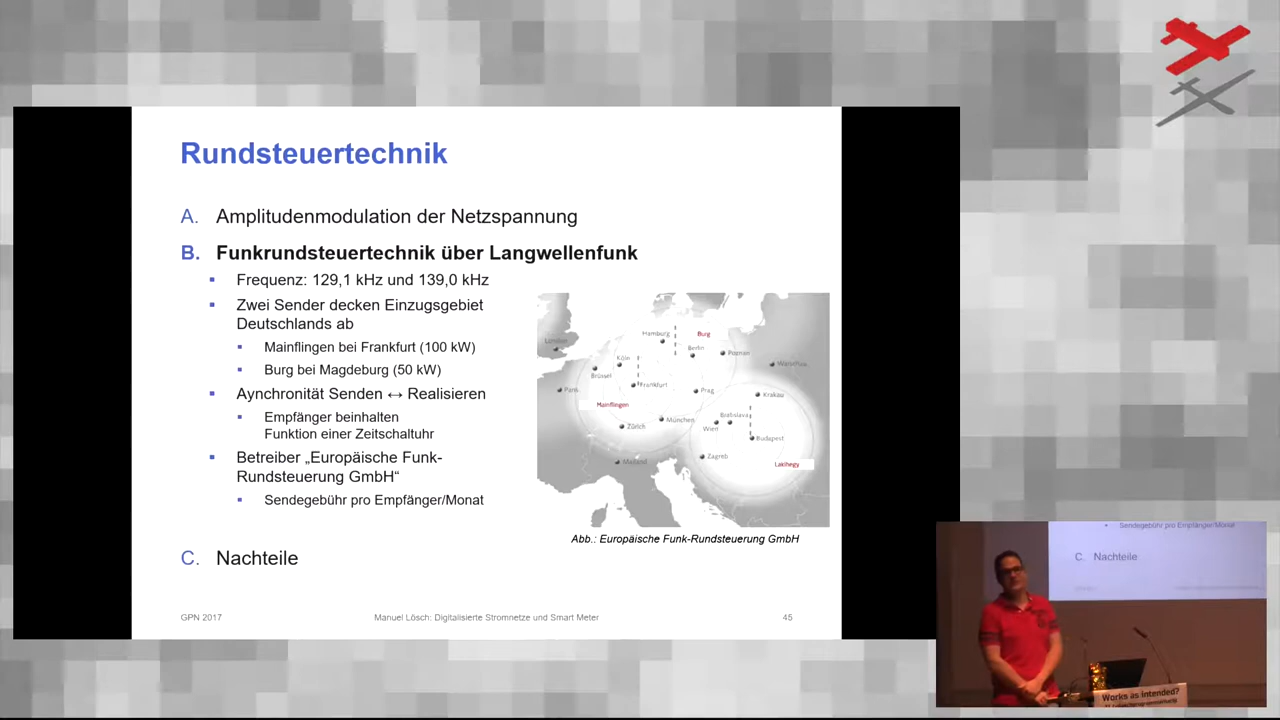 Rundsteuertechnik
A. Amplitudenmodulation der Netzspannung
B. Funkrundsteuertechnik über Langwellenfunk
▪ Frequenz: 129,1 kHz und 139,0 kHz
▪ Zwei Sender decken Einzugsgebiet
Deutschlands ab
▪ Mainflingen bei Frankfurt (100 kW)
▪ Burg bei Magdeburg (50 kW)
▪ Aynchronität Senden ↔ Realisieren
▪ Empfänger beinhalten
Funktion einer Zeitschaltuhr
▪ Betreiber „Europäische Funk-
Rundsteuerung GmbH“
▪ Sendegebühr pro Empfänger/Monat
London
Hamburg
Burg
Berlin
Poznan
Köln
Brüssel
Warschau
Paris
Frankfurt
Prag
Krakau
Mainflingen
München
Bratislava
Zürich
Wien
Budapest
Zagreb
Mailand
Lakihegy
Abb.: Europäische Funk-Rundsteuerung GmbH
C. Nachteile
GPN 2017
Manuel Lösch: Digitalisierte Stromnetze und Smart Meter
45
▪ Sendegebühr pro Empfänger/Monat
C. Nachteile
Works as intended?